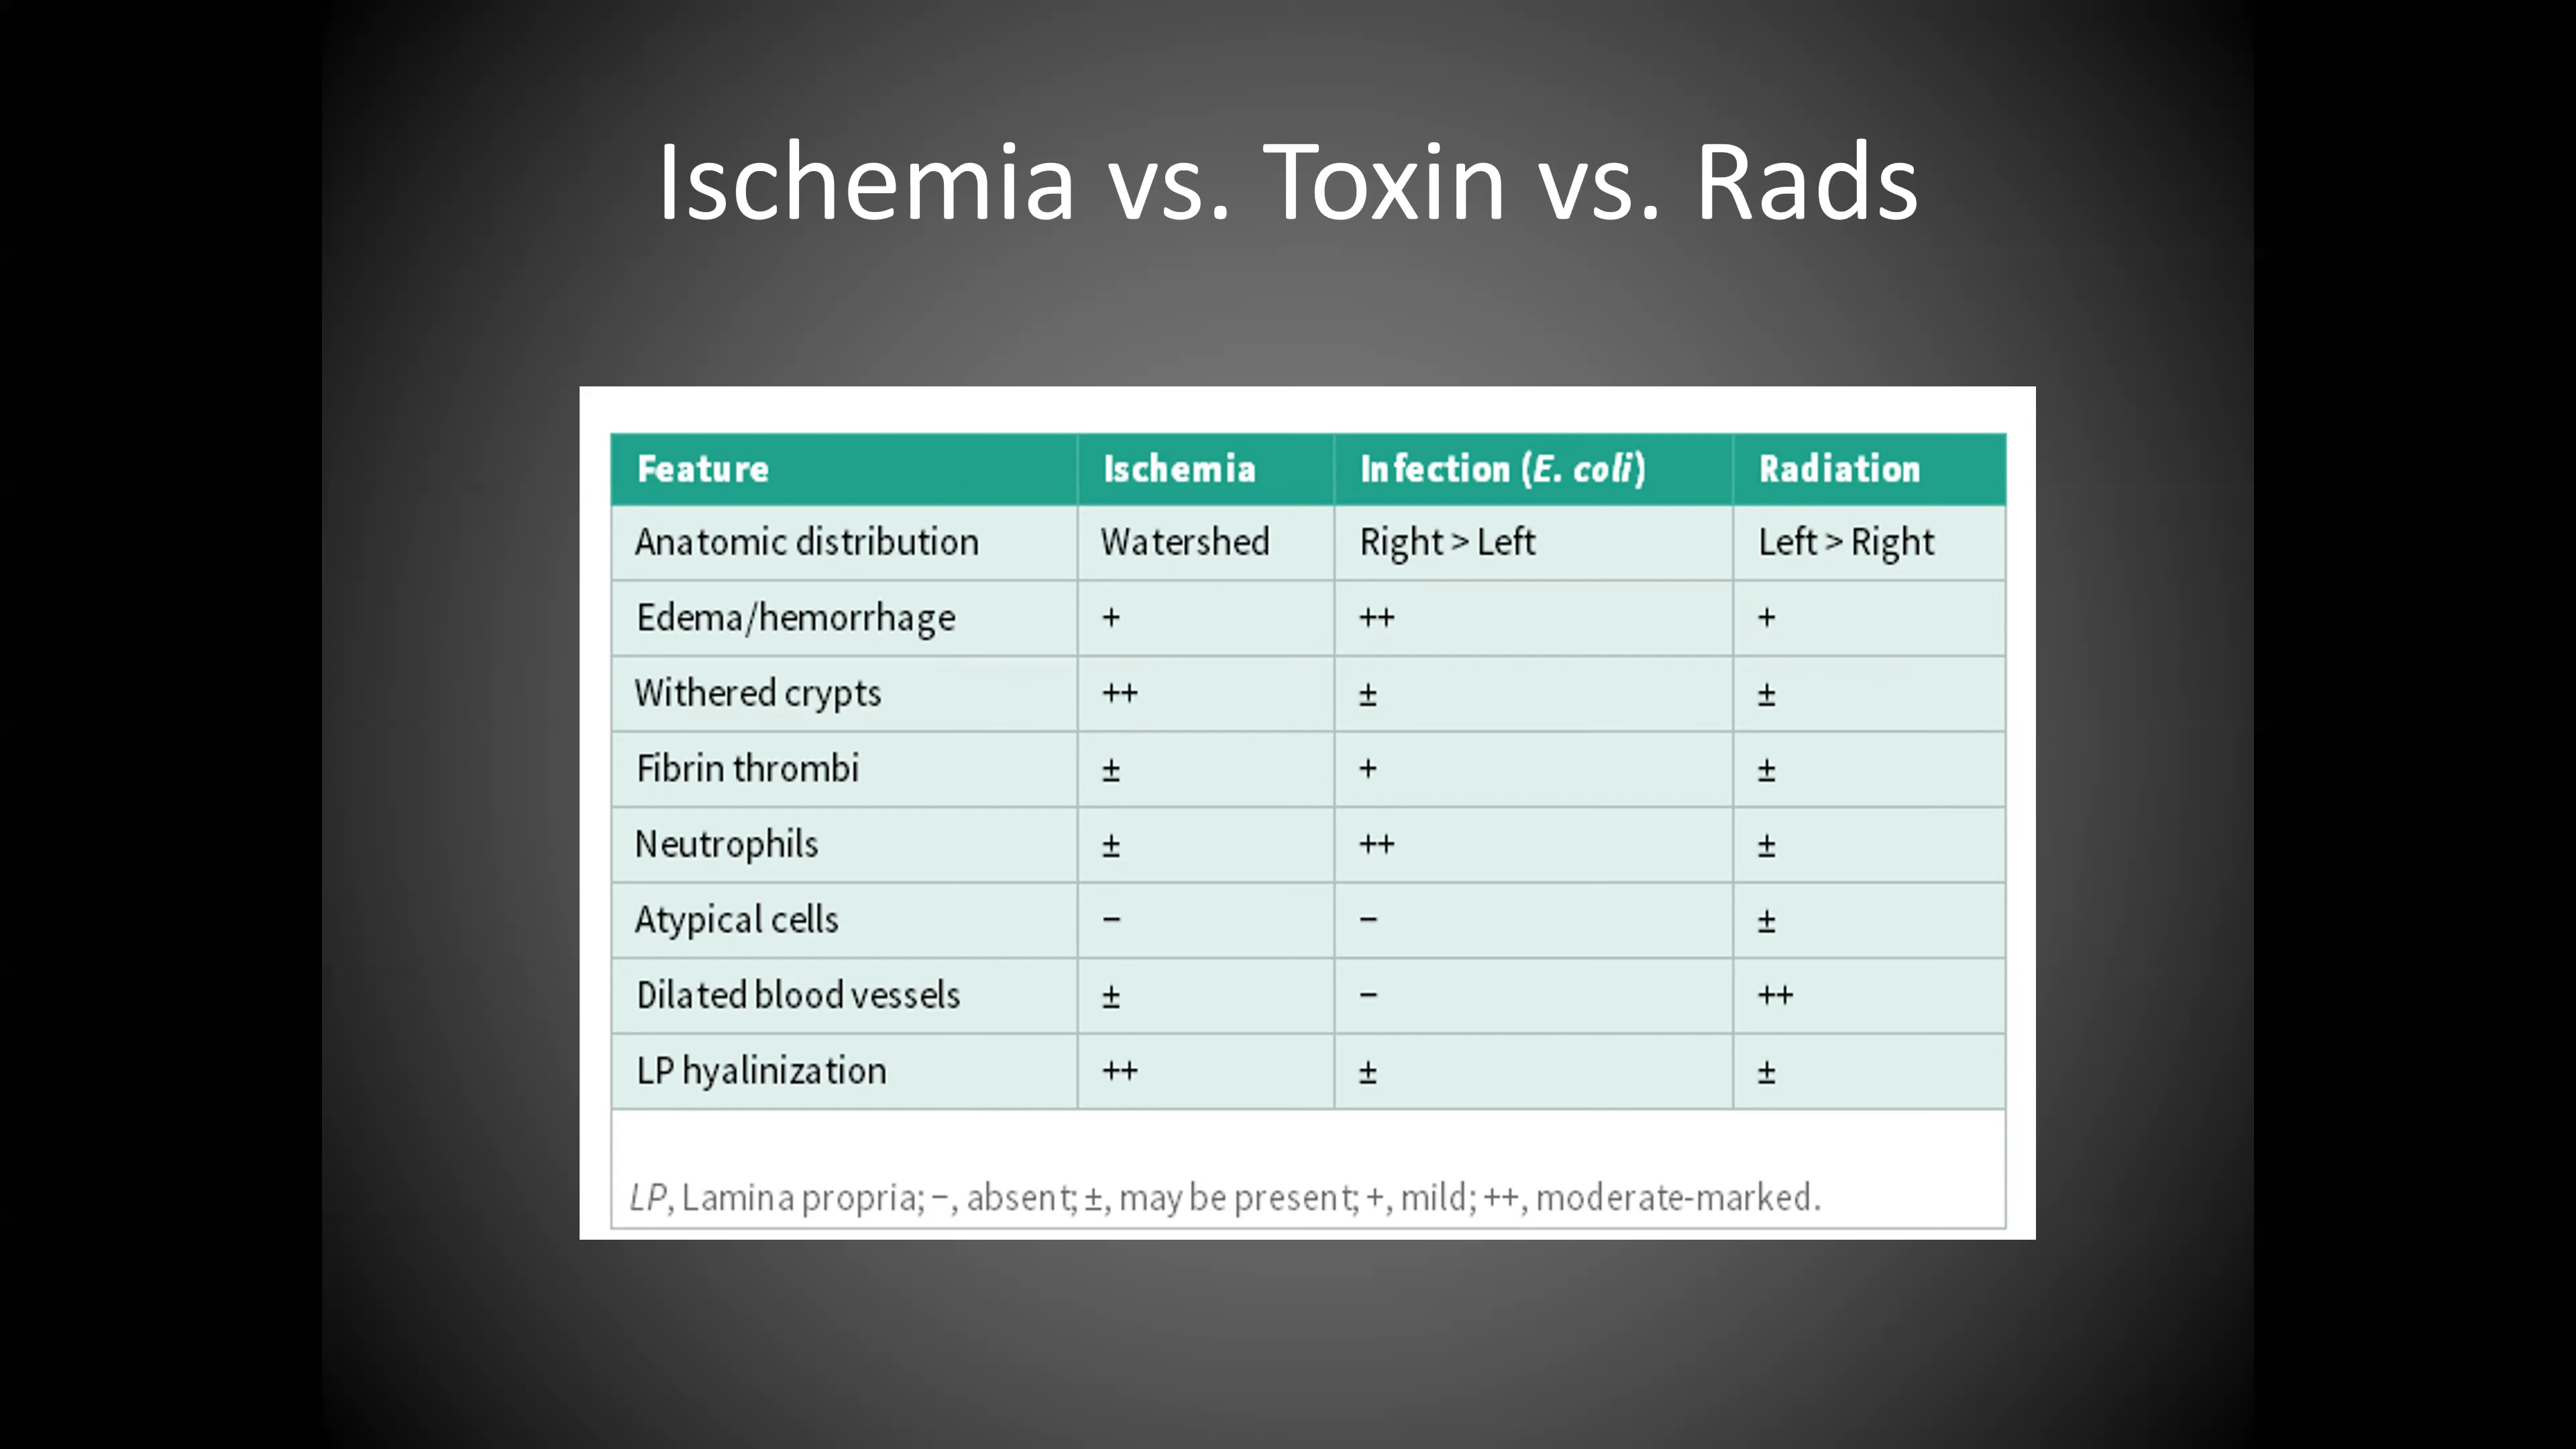 Ischemia vs. Toxin vs. Rads
Feature Ischemia Infection (E. coli) Radiation
Anatomic distribution Watershed Right > Left Left > Right
Edema/hemorrhage + ++ +
Withered crypts ++ ± ±
Fibrin thrombi ± + ±
Neutrophils ± ++ ±
Atypical cells − − ±
Dilated blood vessels ± − ++
LP hyalinization ++ ± ±
LP, Lamina propria; −, absent; ±, may be present; +, mild; ++, moderate-marked.